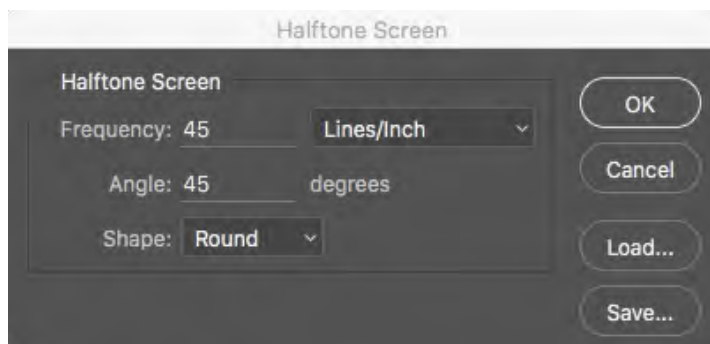 Halftone Screen
Halftone Screen
Frequency: 45 Lines/Inch
Angle: 45 degrees
Shape: Round
OK
Cancel
Load...
Save...